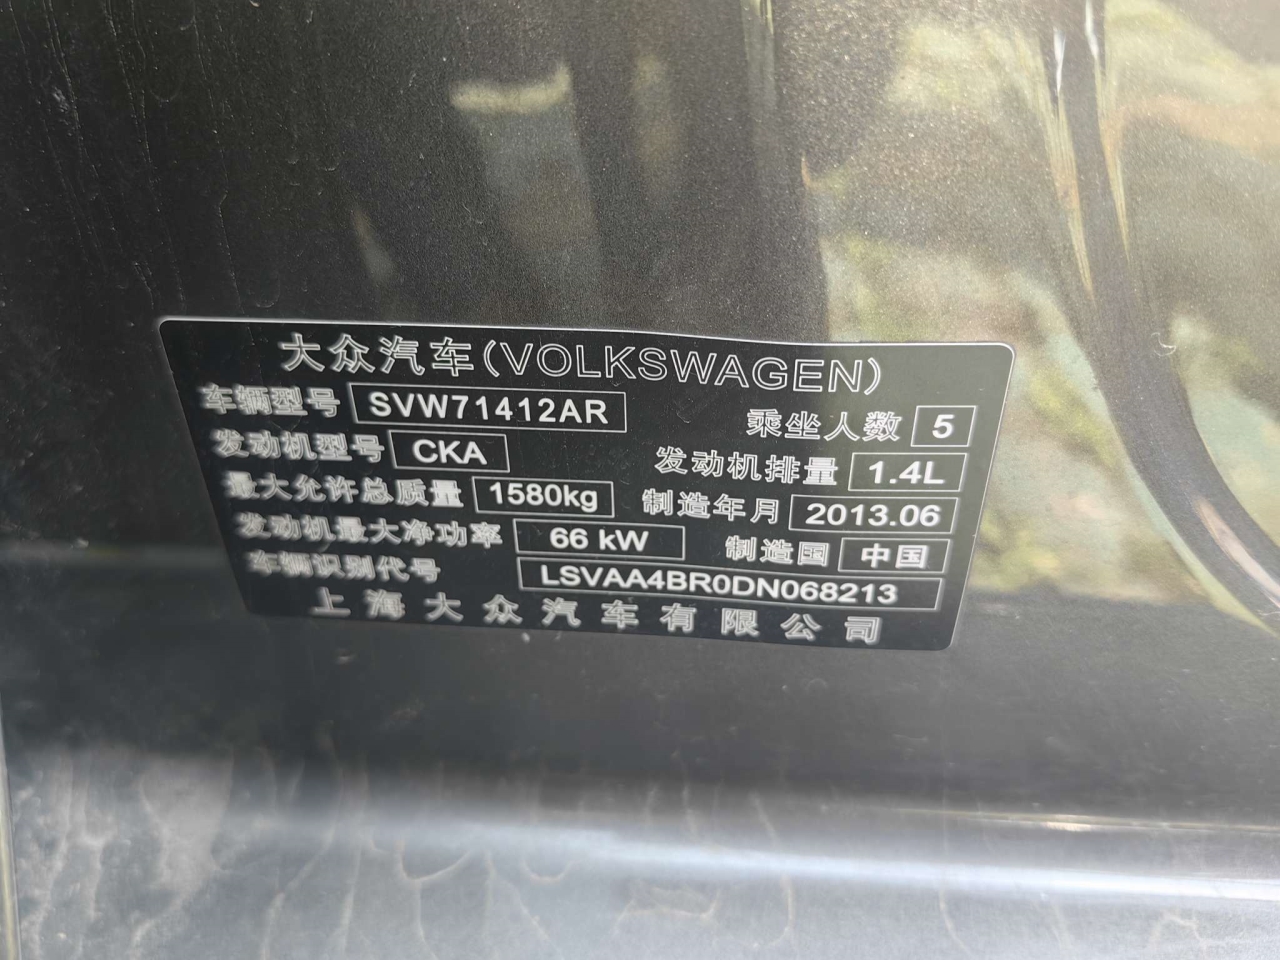 大众汽车(VOLKSWAGEN)
车辆型号 SVW71412AR 乘坐人数 5
发动机型号 CKA 发动机排量 1.4L
最大允许总质量 1580kg 制造年月 2013.06
发动机最大净功率 66 kW 制造国 中国
车辆识别代号 LSVAA4BR0DN068213
上海大众汽车有限公司